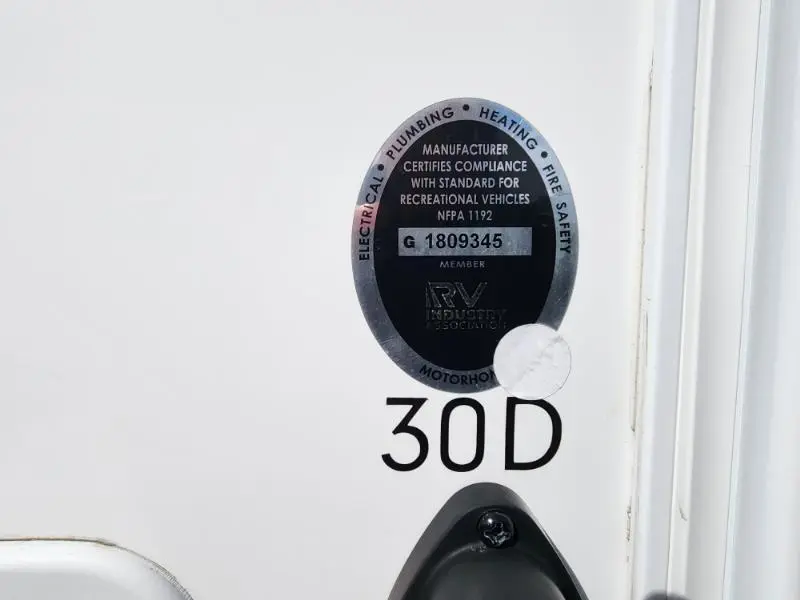 ELECTRICAL • PLUMBING • HEATING • FIRE SAFETY
MANUFACTURER
CERTIFIES COMPLIANCE
WITH STANDARD FOR
RECREATIONAL VEHICLES
NFPA 1192
G 1809345
MEMBER
RV
INDUSTRY
ASSOCIATION
30D